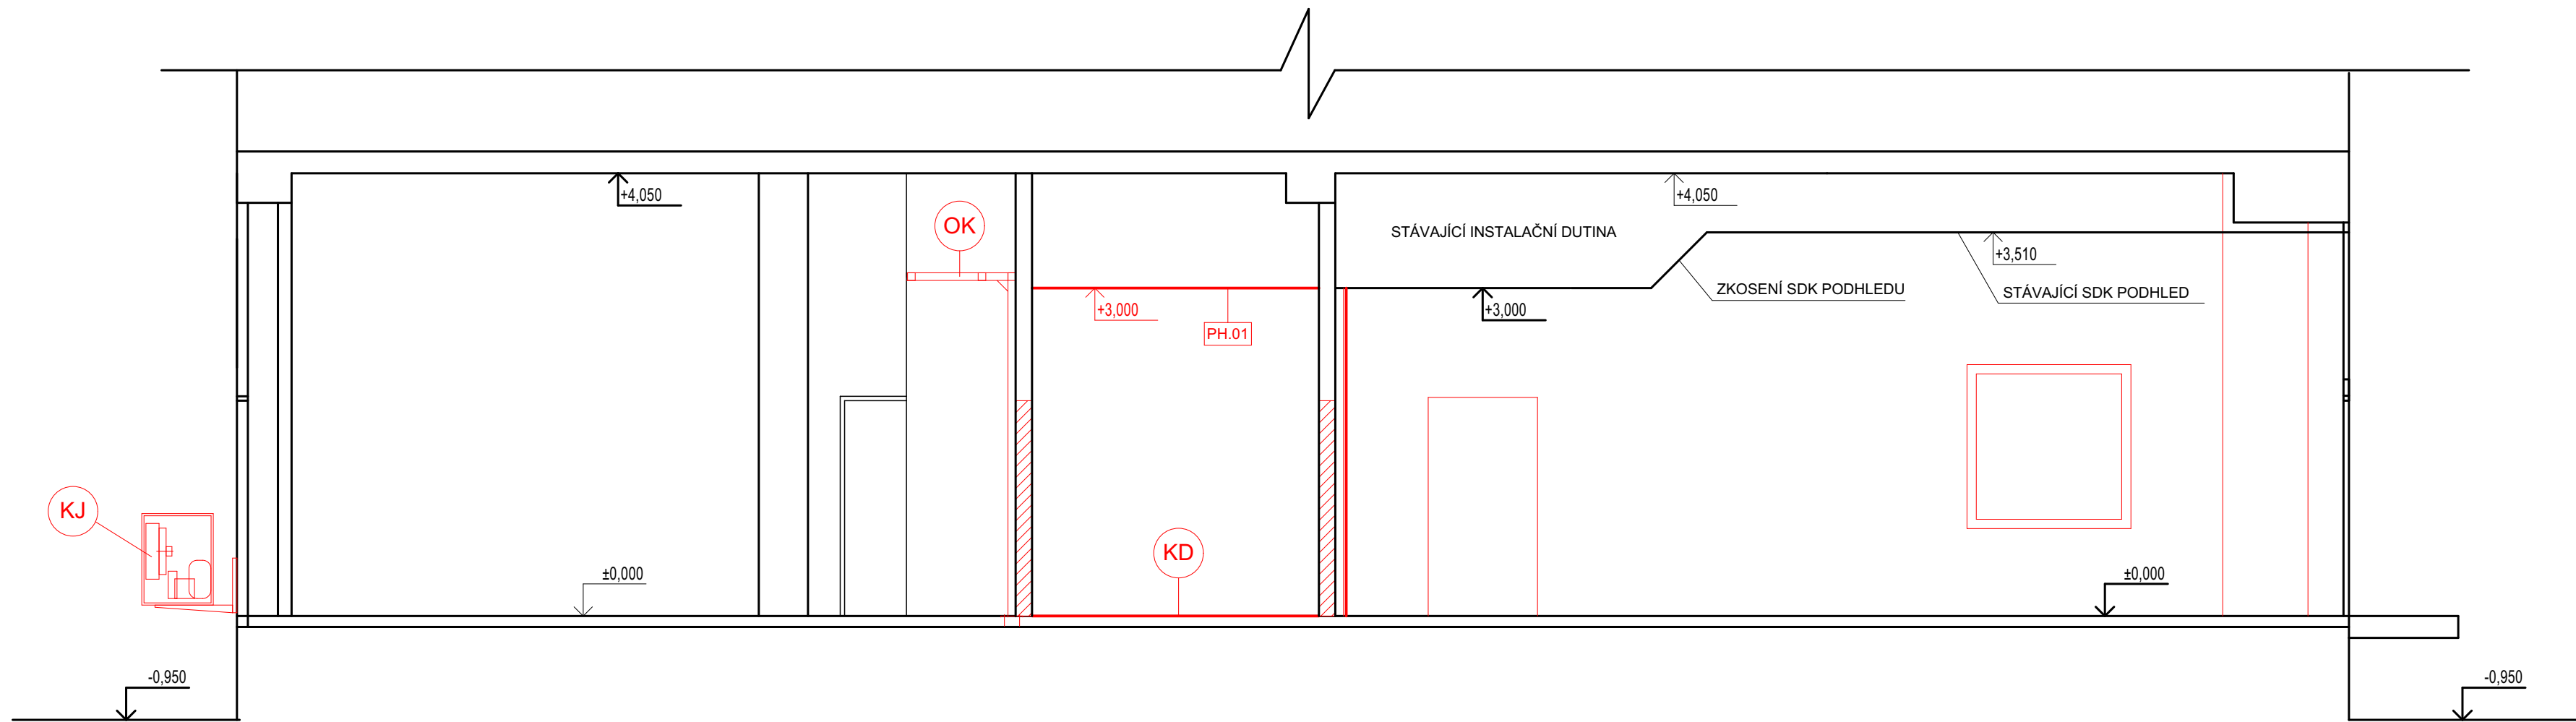 +4,050
+4,050
OK
STÁVAJÍCÍ INSTALAČNÍ DUTINA
+3,510
ZKOSENÍ SDK PODHLEDU
STÁVAJÍCÍ SDK PODHLED
+3,000
+3,000
PH.01
KJ
KD
±0,000
±0,000
-0,950
-0,950